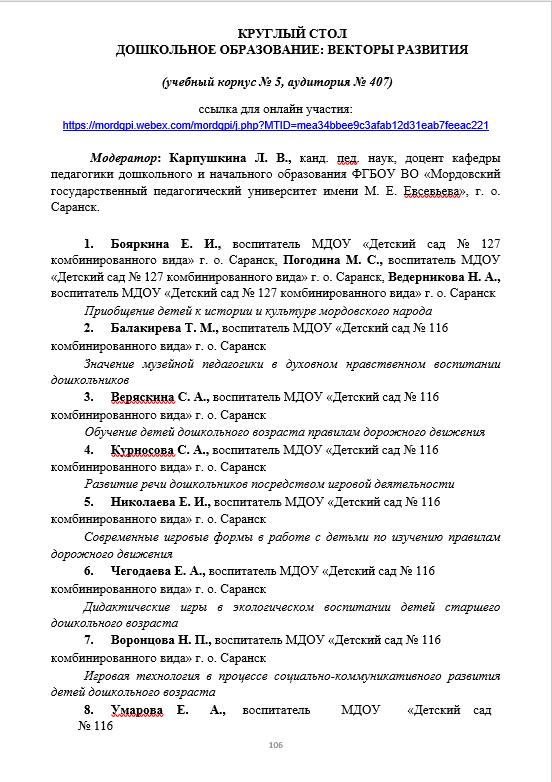 КРУГЛЫЙ СТОЛ
ДОШКОЛЬНОЕ ОБРАЗОВАНИЕ: ВЕКТОРЫ РАЗВИТИЯ
(учебный корпус № 5, аудитория № 407)
ссылка для онлайн участия:
https://mordgpi.webex.com/mordgpi/j.php?MTID=mea34bbee9c3afab12d31eab7feeac221
Модератор: Карпушкина Л. В., канд. пед. наук, доцент кафедры
педагогики дошкольного и начального образования ФГБОУ ВО «Мордовский
государственный педагогический университет имени М. Е. Евсевьева», г. о.
Саранск.
1. Бояркина Е. И., воспитатель МДОУ «Детский сад № 127
комбинированного вида» г. о. Саранск, Погодина М. С., воспитатель МДОУ
«Детский сад № 127 комбинированного вида» г. о. Саранск, Ведерникова Н. А.,
воспитатель МДОУ «Детский сад № 127 комбинированного вида» г. о. Саранск
Приобщение детей к истории и культуре мордовского народа
2. Балакирева Т. М., воспитатель МДОУ «Детский сад № 116
комбинированного вида» г. о. Саранск
Значение музейной педагогики в духовном нравственном воспитании
дошкольников
3. Веряскина С. А., воспитатель МДОУ «Детский сад № 116
комбинированного вида» г. о. Саранск
Обучение детей дошкольного возраста правилам дорожного движения
4. Курносова С. А., воспитатель МДОУ «Детский сад № 116
комбинированного вида» г. о. Саранск
Развитие речи дошкольников посредством игровой деятельности
5. Николаева Е. И., воспитатель МДОУ «Детский сад № 116
комбинированного вида» г. о. Саранск
Современные игровые формы в работе с детьми по изучению правилам
дорожного движения
6. Чегодаева Е. А., воспитатель МДОУ «Детский сад № 116
комбинированного вида» г. о. Саранск
Дидактические игры в экологическом воспитании детей старшего
дошкольного возраста
7. Воронцова Н. П., воспитатель МДОУ «Детский сад № 116
комбинированного вида» г. о. Саранск
Игровая технология в процессе социально-коммуникативного развития
детей дошкольного возраста
8. Умарова Е. А., воспитатель МДОУ «Детский сад
№ 116
106